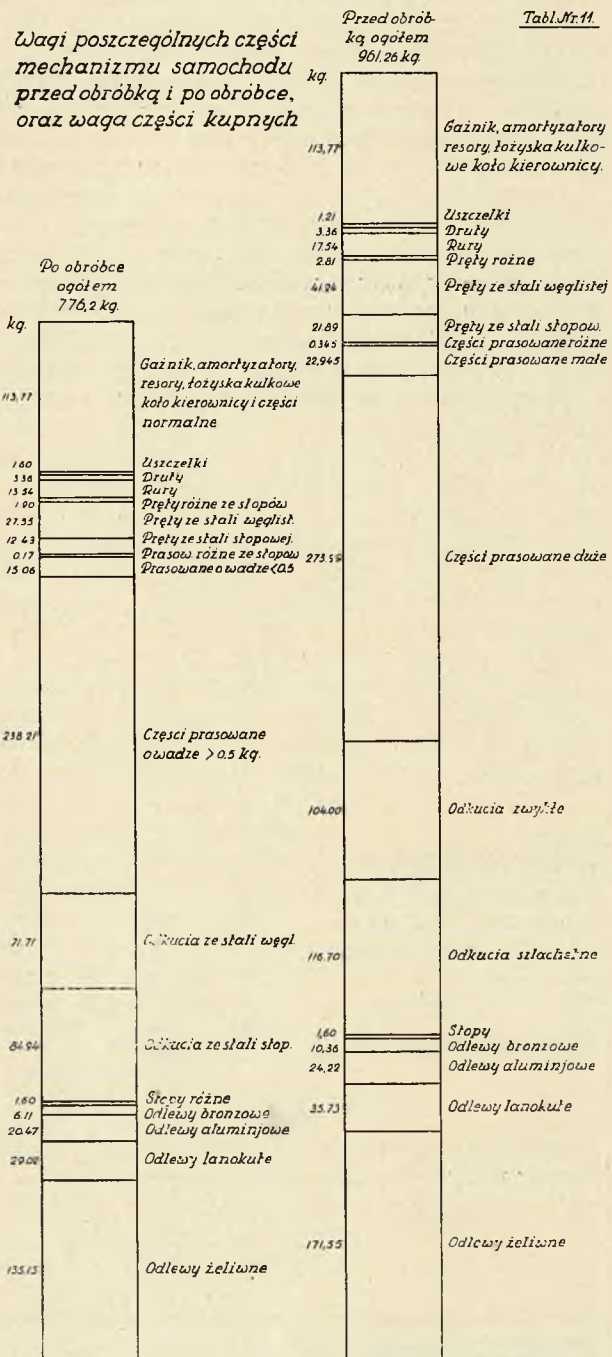 Tabl. Nr. 11.
Wagi poszczególnych części
mechanizmu samochodu
przed obróbką i po obróbce,
oraz waga części kupnych
Przed obrób-
ką ogółem
961,26 kg.
kg.
113,77 Gaźnik, amortyzatory
resory, łożyska kulko-
we koło kierownicy.
1,21 Uszczelki
3.36 Druty
17.54 Rury
2.81 Pręty rożne
41.24 Pręty ze stali węglistej
21.89 Pręty ze stali stopow.
0.345 Części prasowane różne
22,945 Części prasowane małe
Części prasowane duże
104.00 Odkucia zwykłe
116.70 Odkucia szlachetne
1,60 Stopy
10,36 Odlewy bronzowe
24,22 Odlewy aluminjowe
35.73 Odlewy lanokute
171,55 Odlewy żeliwne
Po obróbce
ogółem
776,2 kg.
kg.
113,77 Gaźnik, amortyzatory,
resory, łożyska kulkowe
koło kierownicy i części
normalne
1.60 Uszczelki
3.36 Druty
13.54 Rury
1.90 Pręty różne ze stopów
27.55 Pręty ze stali węglist.
12.43 Pręty ze stali stopowej.
0.17 Prasow. różne ze stopow
15.06 Prasowane o wadze < 0.5
238.21 Części prasowane
o wadze > 0.5 kg.
71.71 Odkucia ze stali węgl.
84.94 Odkucia ze stali stop.
1.60 Stopy różne
6.11 Odlewy bronzowe
20.47 Odlewy aluminjowe
29.02 Odlewy lanokute
135.15 Odlewy żeliwne